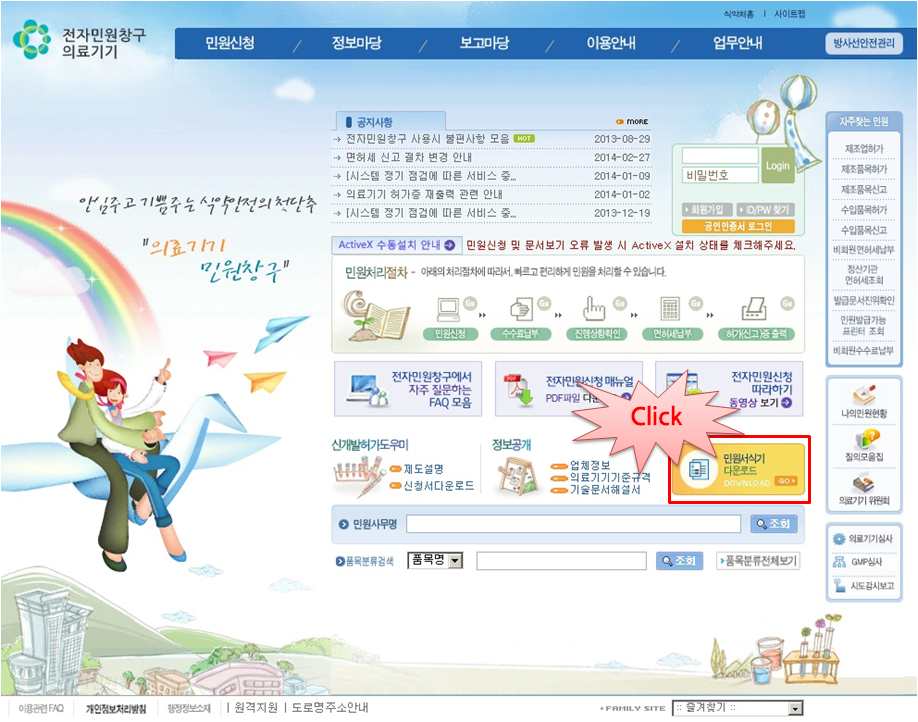 식약처홈 | 사이트맵
전자민원창구
의료기기
민원신청 / 정보마당 / 보고마당 / 이용안내 / 업무안내
방사선안전관리
공지사항
MORE
전자민원창구 사용시 불편사항 모음 HOT 2013-08-29
면허세 신고 절차 변경 안내 2014-02-27
[시스템 정기 점검에 따른 서비스 중.. 2014-01-09
의료기기 허가증 재출력 관련 안내 2014-01-02
[시스템 정기 점검에 따른 서비스 중.. 2013-12-19
비밀번호
Login
회원가입
ID/PW 찾기
공인인증서 로그인
자주찾는 민원
제조업허가
제조품목허가
제조품목신고
수입품목허가
수입품목신고
비회원면허세납부
정산기관
면허세조회
발급문서진위확인
민원발급가능
프린터 조회
비회원수수료납부
안심주고 기쁨주는 식약안전의 첫단추
"의료기기
민원창구"
ActiveX 수동설치 안내
민원신청 및 문서보기 오류 발생 시 ActiveX 설치 상태를 체크해주세요.
민원처리절차 - 아래의 처리절차에 따라서, 빠르고 편리하게 민원을 처리할 수 있습니다.
Go Go Go Go Go
민원신청
수수료납부
진행상황확인
면허세납부
허가(신고)증 출력
전자민원창구에서
자주 질문하는
FAQ 모음
PDF
전자민원신청 매뉴얼
PDF파일 다운
전자민원신청
따라하기
동영상 보기
Click
나의민원현황
질의모음집
의료기기 위원회
신개발허가도우미
제도설명
신청서다운로드
정보공개
업체정보
의료기기기준규격
기술문서해설서
민원서식기
다운로드
DOWNLOAD GO
민원사무명
조회
품목분류검색
품목명
조회
품목분류전체보기
의료기기심사
GMP심사
시도감시보고
이용관련FAQ
개인정보처리방침
행정정보소재
| 원격지원 | 도로명주소안내
FAMILY SITE
:: 즐겨찾기 ::